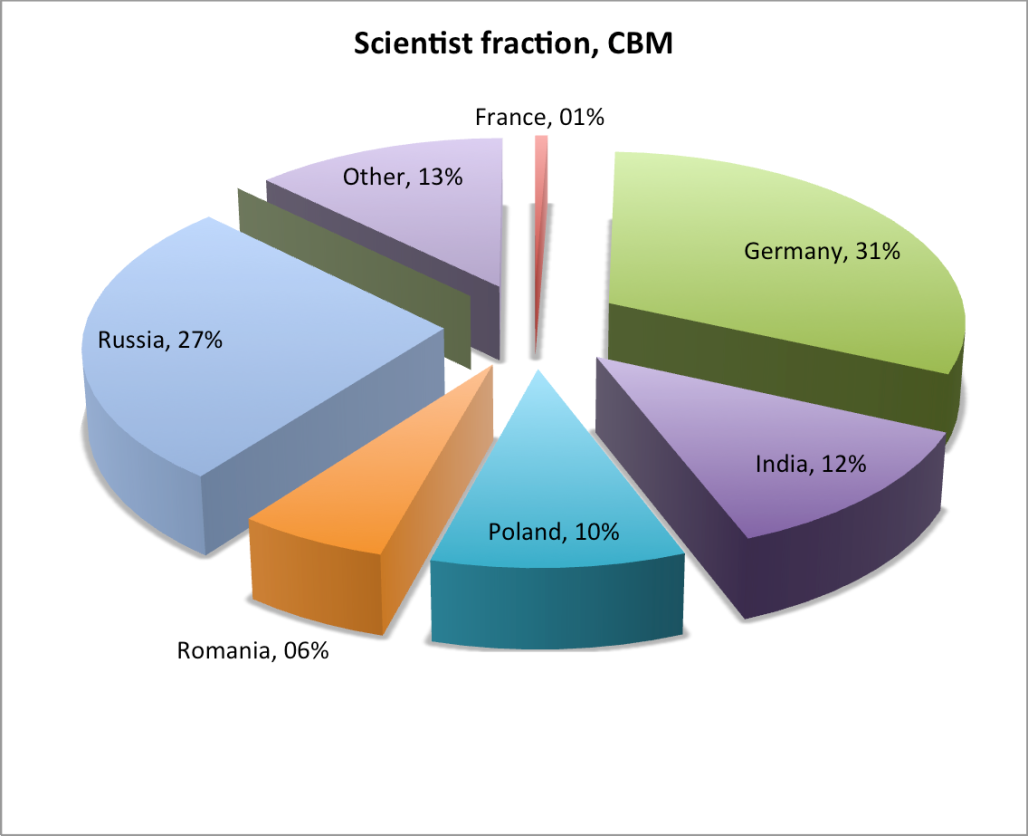 Scientist fraction, CBM
France, 01%
Other, 13%
Germany, 31%
Russia, 27%
India, 12%
Poland, 10%
Romania, 06%